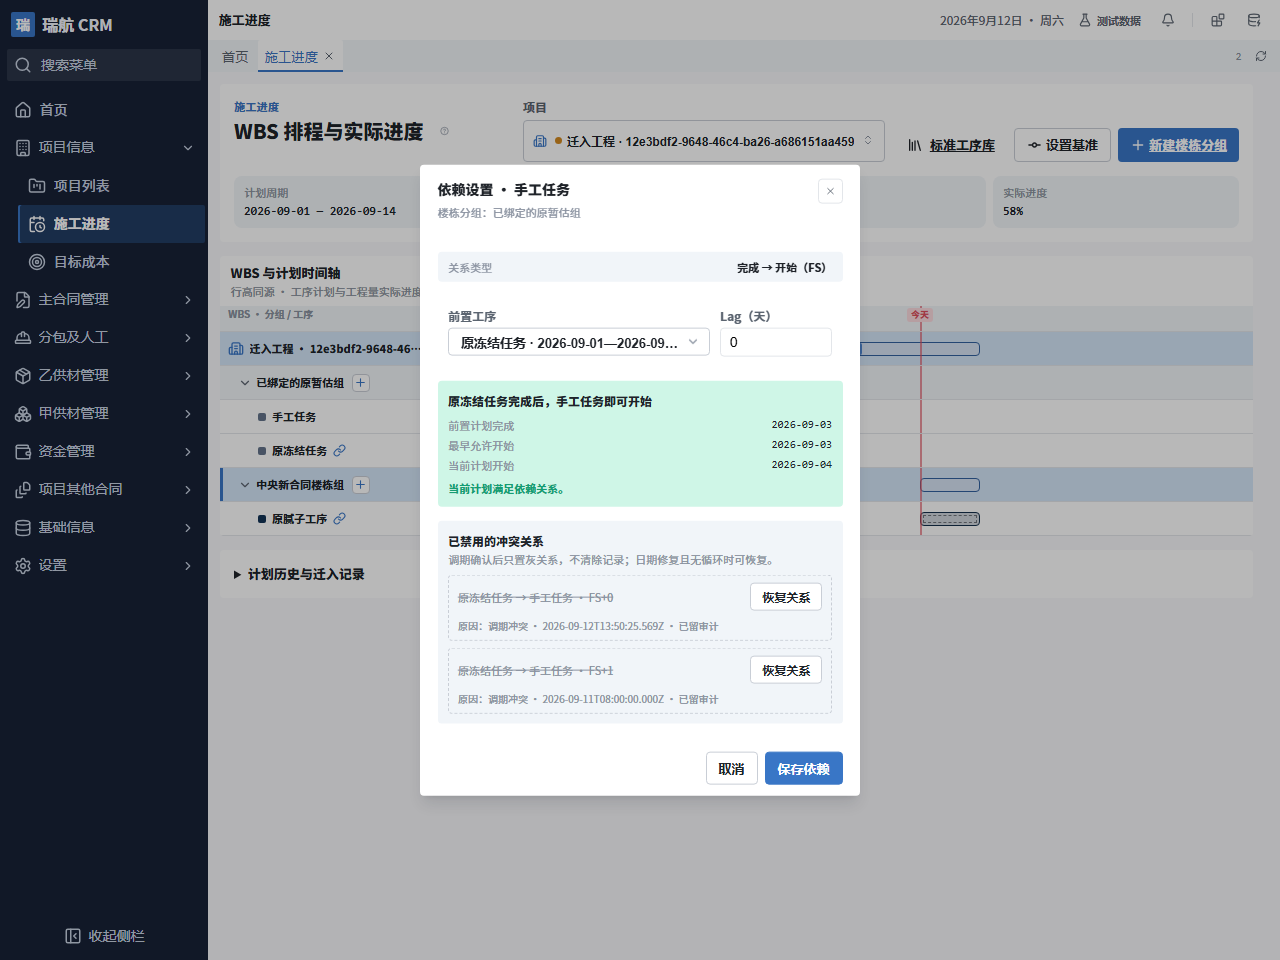 瑞 瑞航 CRM
搜索菜单
首页
项目信息
项目列表
施工进度
目标成本
主合同管理
分包及人工
乙供材管理
甲供材管理
资金管理
项目其他合同
基础信息
设置
收起侧栏
施工进度
2026年9月12日 · 周六
测试数据
首页
施工进度 ×
2
施工进度
WBS 排程与实际进度
项目
迁入工程 · 12e3bdf2-9648-46c4-ba26-a686151aa459
标准工序库
设置基准
+ 新建楼栋分组
计划周期
2026-09-01 — 2026-09-14
实际进度
58%
WBS 与计划时间轴
行高同源 · 工序计划与工程量实际进度
WBS · 分组 / 工序
今天
迁入工程 · 12e3bdf2-9648-46…
已绑定的原暂估组
手工任务
原冻结任务
中央新合同楼栋组
原腻子工序
计划历史与迁入记录
依赖设置 · 手工任务
楼栋分组：已绑定的原暂估组
关系类型
完成 → 开始（FS）
前置工序
原冻结任务 · 2026-09-01—2026-09...
Lag（天）
0
原冻结任务完成后，手工任务即可开始
前置计划完成
2026-09-03
最早允许开始
2026-09-03
当前计划开始
2026-09-04
当前计划满足依赖关系。
已禁用的冲突关系
调期确认后只置灰关系，不清除记录；日期修复且无循环时可恢复。
原冻结任务 → 手工任务 · FS+0
恢复关系
原因：调期冲突 · 2026-09-12T13:50:25.569Z · 已留审计
原冻结任务 → 手工任务 · FS+1
恢复关系
原因：调期冲突 · 2026-09-11T08:00:00.000Z · 已留审计
取消
保存依赖